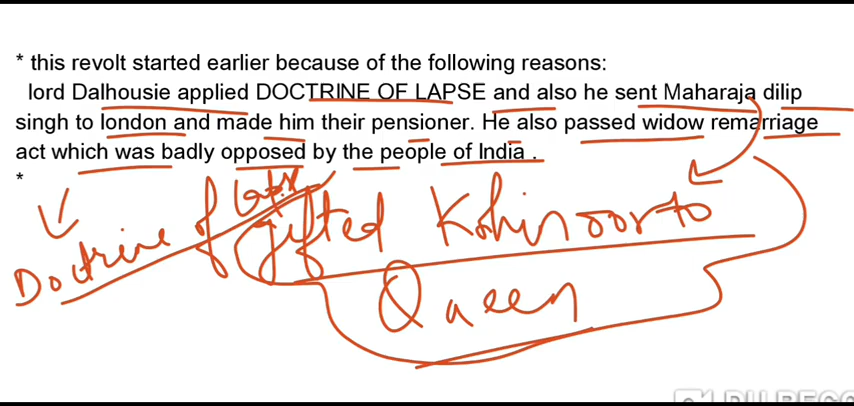 * this revolt started earlier because of the following reasons:
lord Dalhousie applied DOCTRINE OF LAPSE and also he sent Maharaja dilip
singh to london and made him their pensioner. He also passed widow remarriage
act which was badly opposed by the people of India .
*
Doctrine of lapse
Gifted Kohinoor to
Queen